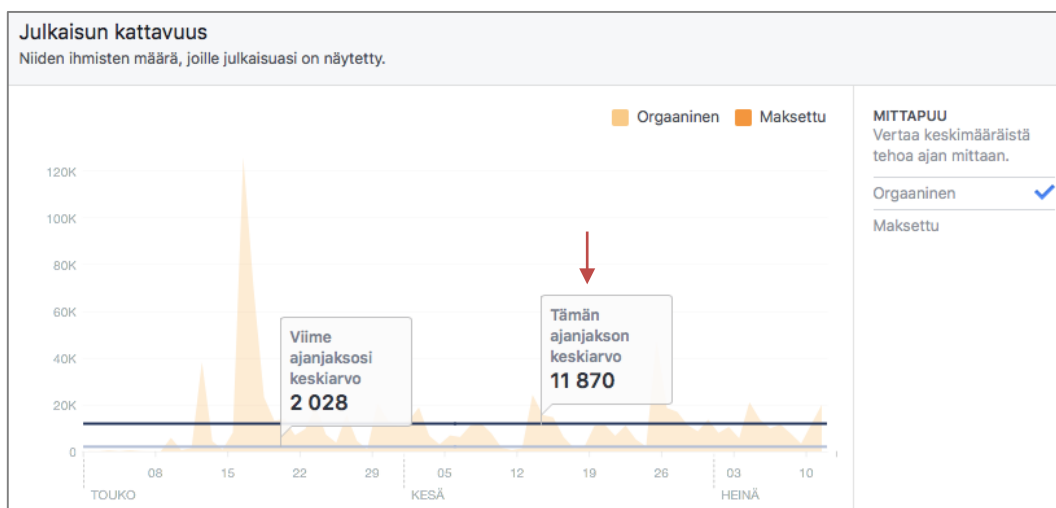 Julkaisun kattavuus
Niiden ihmisten määrä, joille julkaisuasi on näytetty.
Orgaaninen
Maksettu
MITTAPUU
Vertaa keskimääräistä
tehoa ajan mittaan.
Orgaaninen
Maksettu
120K
100K
80K
60K
40K
20K
0
Viime
ajanjaksosi
keskiarvo
2 028
Tämän
ajanjakson
keskiarvo
11 870
08 15 22 29 05 12 19 26 03 10
TOUKO KESÄ HEINÄ